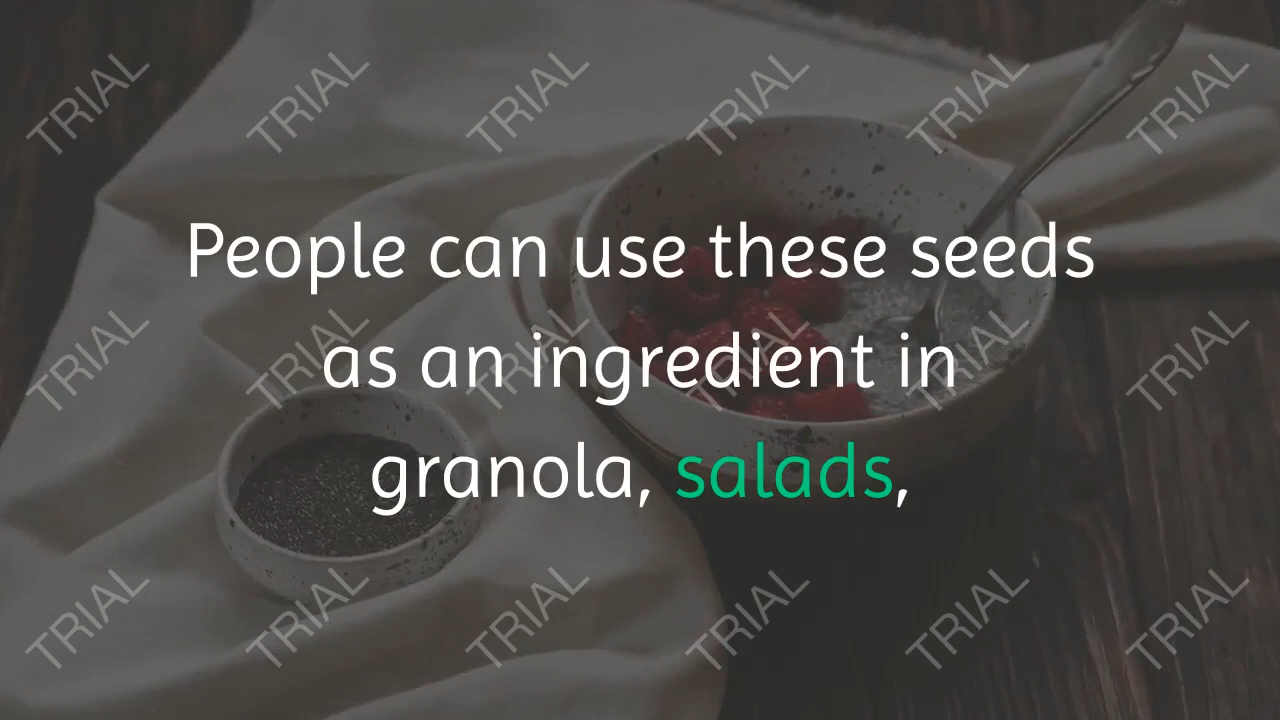 TRIAL TRIAL TRIAL TRIAL TRIAL TRIAL
People can use these seeds
TRIAL TRIAL TRIAL TRIAL TRIAL TRIAL
as an ingredient in
granola, salads,
TRIAL TRIAL TRIAL TRIAL TRIAL TRIAL